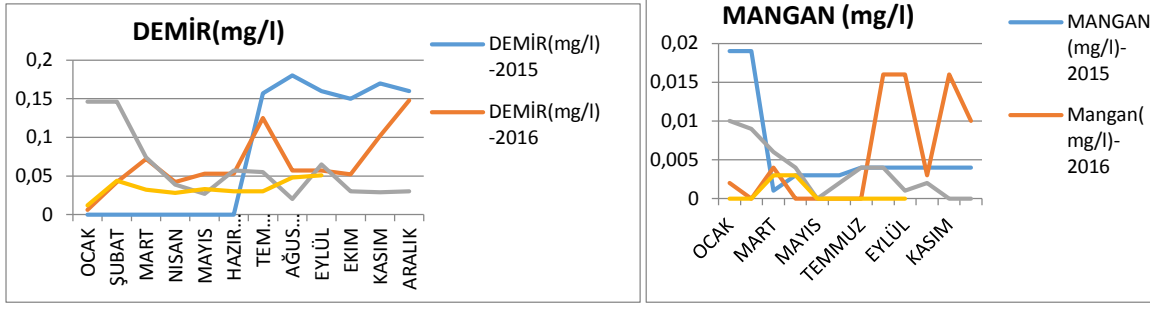 DEMİR(mg/l)
0,2
0,15
0,1
0,05
0
OCAK
ŞUBAT
MART
NISAN
MAYIS
HAZIR…
TEM…
AĞUS…
EYLÜL
EKIM
KASIM
ARALIK
DEMİR(mg/l)
-2015
DEMİR(mg/l)
-2016
MANGAN (mg/l)
0,02
0,015
0,01
0,005
0
OCAK
MART
MAYIS
TEMMUZ
EYLÜL
KASIM
MANGAN
(mg/l)-
2015
Mangan(
mg/l)-
2016